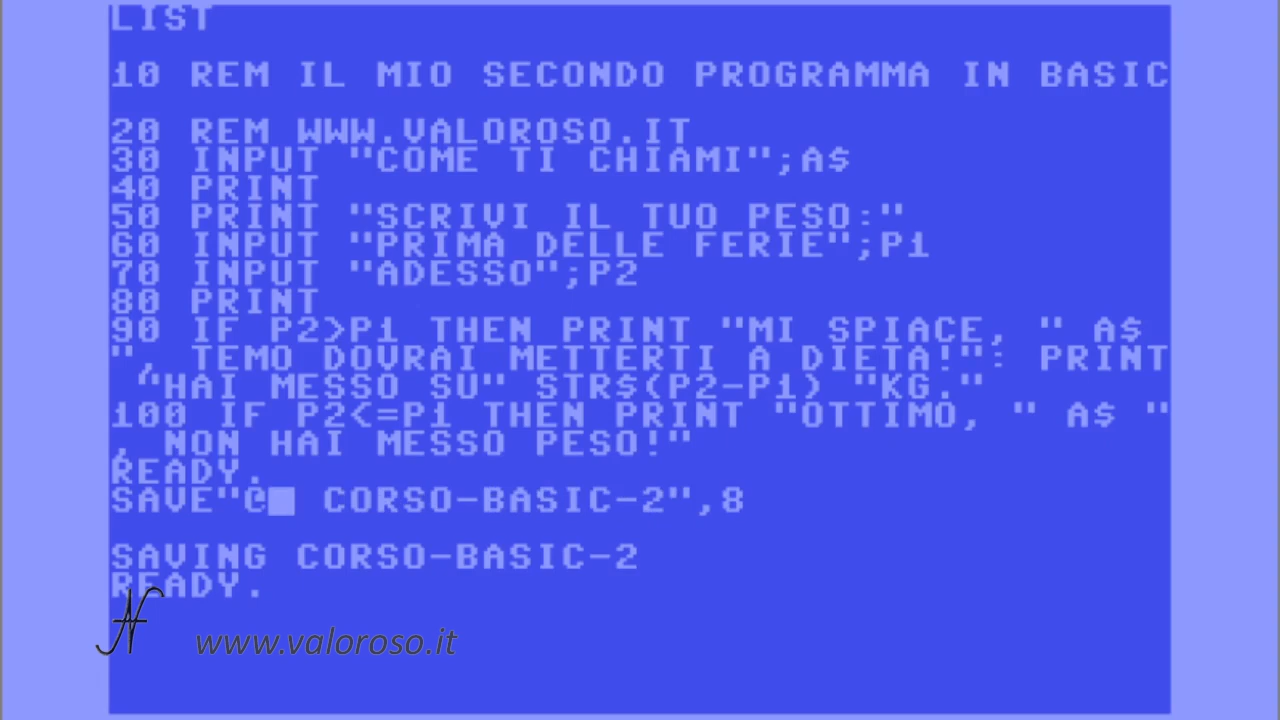 LIST
10 REM IL MIO SECONDO PROGRAMMA IN BASIC
20 REM WWW.VALOROSO.IT
30 INPUT "COME TI CHIAMI";A$
40 PRINT
50 PRINT "SCRIVI IL TUO PESO:"
60 INPUT "PRIMA DELLE FERIE";P1
70 INPUT "ADESSO";P2
80 PRINT
90 IF P2>P1 THEN PRINT "MI SPIACE, " A$
", TEMO DOVRAI METTERTI A DIETA!": PRINT
"HAI MESSO SU" STR$(P2-P1) "KG."
100 IF P2<=P1 THEN PRINT "OTTIMO, " A$ "
, NON HAI MESSO PESO!"
READY.
SAVE"@ CORSO-BASIC-2",8
SAVING CORSO-BASIC-2
READY.
www.valoroso.it